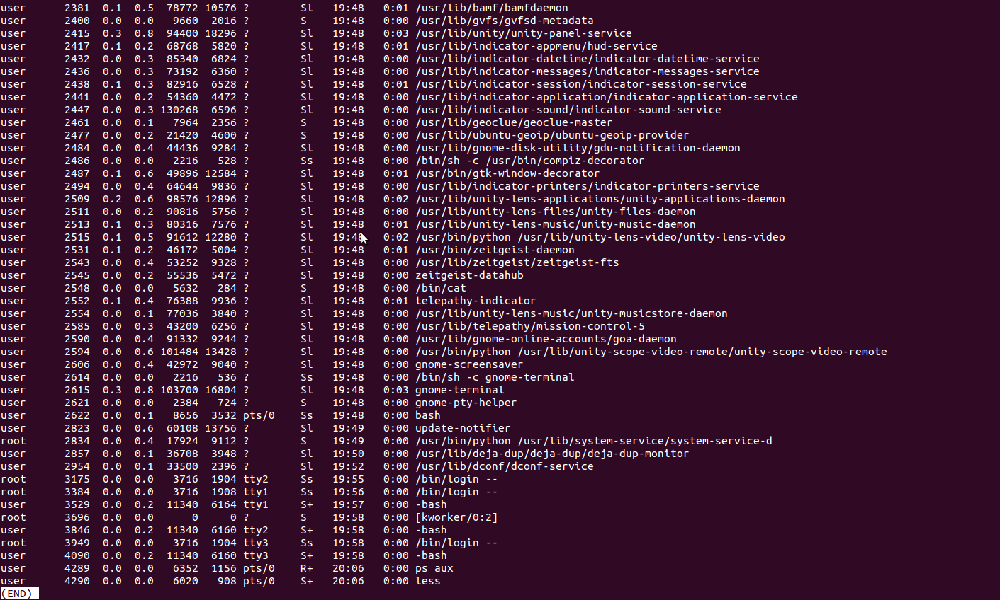 user      2381  0.1  0.5  78772 10576 ?        Sl   19:48   0:01 /usr/lib/bamf/bamfdaemon
user      2400  0.0  0.0   9660  2016 ?        S    19:48   0:00 /usr/lib/gvfs/gvfsd-metadata
user      2415  0.3  0.8  94400 18296 ?        Sl   19:48   0:03 /usr/lib/unity/unity-panel-service
user      2417  0.1  0.2  68768  5820 ?        Sl   19:48   0:01 /usr/lib/indicator-appmenu/hud-service
user      2432  0.0  0.3  85340  6824 ?        Sl   19:48   0:00 /usr/lib/indicator-datetime/indicator-datetime-service
user      2436  0.0  0.3  73192  6360 ?        Sl   19:48   0:00 /usr/lib/indicator-messages/indicator-messages-service
user      2438  0.1  0.3  82916  6528 ?        Sl   19:48   0:01 /usr/lib/indicator-session/indicator-session-service
user      2441  0.0  0.2  54360  4472 ?        Sl   19:48   0:00 /usr/lib/indicator-application/indicator-application-service
user      2447  0.0  0.3 130268  6596 ?        Sl   19:48   0:00 /usr/lib/indicator-sound/indicator-sound-service
user      2461  0.0  0.1   7964  2356 ?        S    19:48   0:00 /usr/lib/geoclue/geoclue-master
user      2477  0.0  0.2  21420  4600 ?        S    19:48   0:00 /usr/lib/ubuntu-geoip/ubuntu-geoip-provider
user      2484  0.0  0.4  44436  9284 ?        Sl   19:48   0:00 /usr/lib/gnome-disk-utility/gdu-notification-daemon
user      2486  0.0  0.0   2216   528 ?        Ss   19:48   0:00 /bin/sh -c /usr/bin/compiz-decorator
user      2487  0.1  0.6  49896 12584 ?        Sl   19:48   0:01 /usr/bin/gtk-window-decorator
user      2494  0.0  0.4  64644  9836 ?        Sl   19:48   0:00 /usr/lib/indicator-printers/indicator-printers-service
user      2509  0.2  0.6  98576 12896 ?        Sl   19:48   0:02 /usr/lib/unity-lens-applications/unity-applications-daemon
user      2511  0.0  0.2  90816  5756 ?        Sl   19:48   0:00 /usr/lib/unity-lens-files/unity-files-daemon
user      2513  0.1  0.3  80316  7576 ?        Sl   19:48   0:01 /usr/lib/unity-lens-music/unity-music-daemon
user      2515  0.1  0.5  91612 12280 ?        Sl   19:48   0:02 /usr/bin/python /usr/lib/unity-lens-video/unity-lens-video
user      2531  0.1  0.2  46172  5004 ?        Sl   19:48   0:01 /usr/bin/zeitgeist-daemon
user      2543  0.0  0.4  53252  9328 ?        Sl   19:48   0:00 /usr/lib/zeitgeist/zeitgeist-fts
user      2545  0.0  0.2  55536  5472 ?        Sl   19:48   0:00 zeitgeist-datahub
user      2548  0.0  0.0   5632   284 ?        S    19:48   0:00 /bin/cat
user      2552  0.1  0.4  76388  9936 ?        Sl   19:48   0:01 telepathy-indicator
user      2554  0.0  0.1  77036  3840 ?        Sl   19:48   0:00 /usr/lib/unity-lens-music/unity-musicstore-daemon
user      2585  0.0  0.3  43200  6256 ?        Sl   19:48   0:00 /usr/lib/telepathy/mission-control-5
user      2590  0.0  0.4  91332  9244 ?        Sl   19:48   0:00 /usr/lib/gnome-online-accounts/goa-daemon
user      2594  0.0  0.6 101484 13428 ?        Sl   19:48   0:00 /usr/bin/python /usr/lib/unity-scope-video-remote/unity-scope-video-remote
user      2606  0.0  0.4  42972  9040 ?        Sl   19:48   0:00 gnome-screensaver
user      2614  0.0  0.0   2216   536 ?        Ss   19:48   0:00 /bin/sh -c gnome-terminal
user      2615  0.3  0.8 103700 16804 ?        Sl   19:48   0:03 gnome-terminal
user      2621  0.0  0.0   2384   724 ?        S    19:48   0:00 gnome-pty-helper
user      2622  0.0  0.1   8656  3532 pts/0    Ss   19:48   0:00 bash
user      2823  0.0  0.6  60108 13756 ?        Sl   19:49   0:00 update-notifier
root      2834  0.0  0.4  17924  9112 ?        S    19:49   0:00 /usr/bin/python /usr/lib/system-service/system-service-d
user      2857  0.0  0.1  36708  3948 ?        Sl   19:50   0:00 /usr/lib/deja-dup/deja-dup/deja-dup-monitor
user      2954  0.0  0.1  33500  2396 ?        Sl   19:52   0:00 /usr/lib/dconf/dconf-service
root      3175  0.0  0.0   3716  1904 tty2     Ss   19:55   0:00 /bin/login --
root      3384  0.0  0.0   3716  1908 tty1     Ss   19:56   0:00 /bin/login --
user      3529  0.0  0.2  11340  6164 tty1     S+   19:57   0:00 -bash
root      3696  0.0  0.0      0     0 ?        S    19:58   0:00 [kworker/0:2]
user      3846  0.0  0.2  11340  6160 tty2     S+   19:58   0:00 -bash
root      3949  0.0  0.0   3716  1904 tty3     Ss   19:58   0:00 /bin/login --
user      4090  0.0  0.2  11340  6160 tty3     S+   19:58   0:00 -bash
user      4289  0.0  0.0   6352  1156 pts/0    R+   20:06   0:00 ps aux
user      4290  0.0  0.0   6020   908 pts/0    S+   20:06   0:00 less
(END)